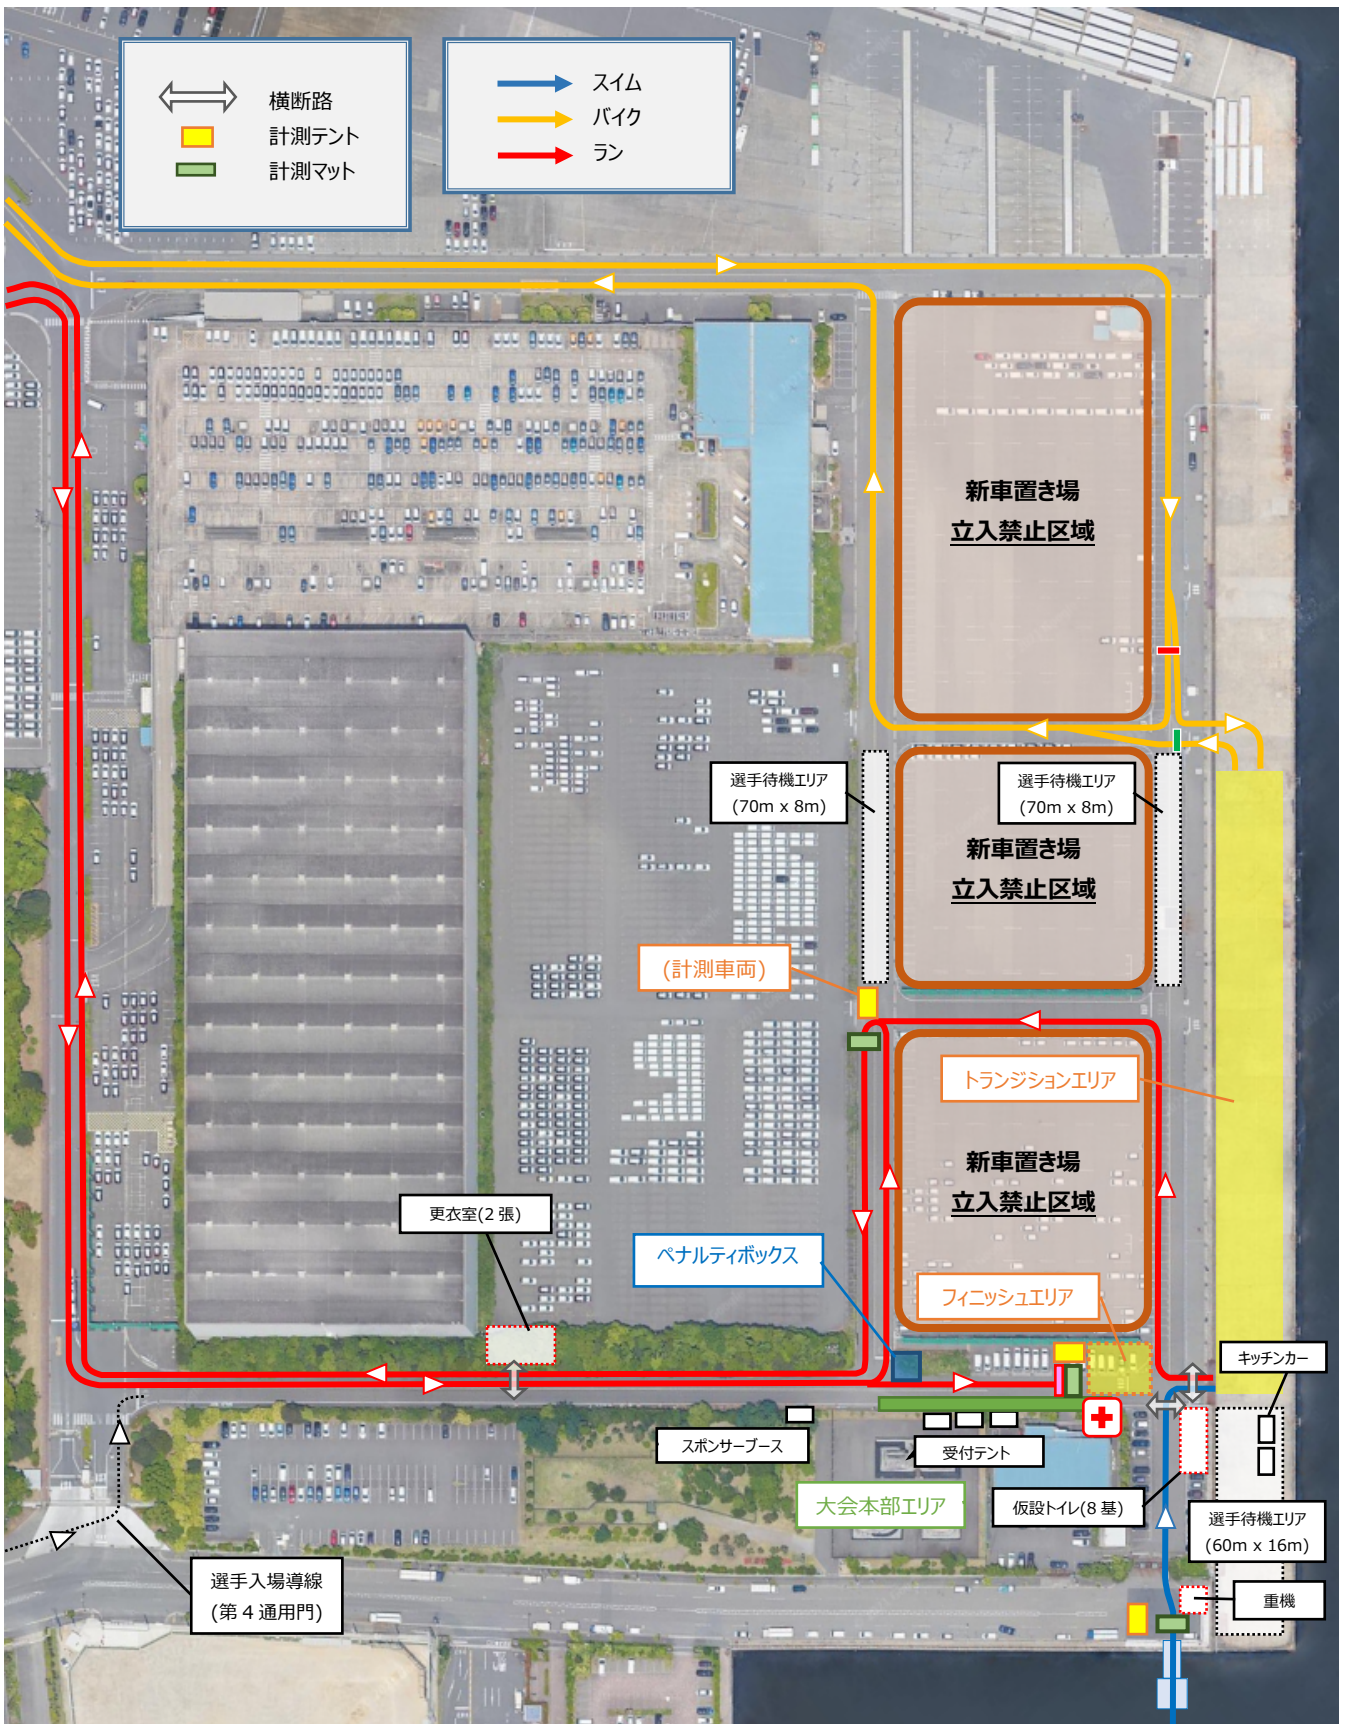 横断路
計測テント
計測マット
スイム
バイク
ラン
新車置き場
立入禁止区域
選手待機エリア
(70m x 8m)
選手待機エリア
(70m x 8m)
新車置き場
立入禁止区域
(計測車両)
トランジションエリア
新車置き場
立入禁止区域
更衣室(2 張)
ペナルティボックス
フィニッシュエリア
キッチンカー
スポンサーブース
受付テント
大会本部エリア
仮設トイレ(8 基)
選手待機エリア
(60m x 16m)
選手入場導線
(第 4 通用門)
重機